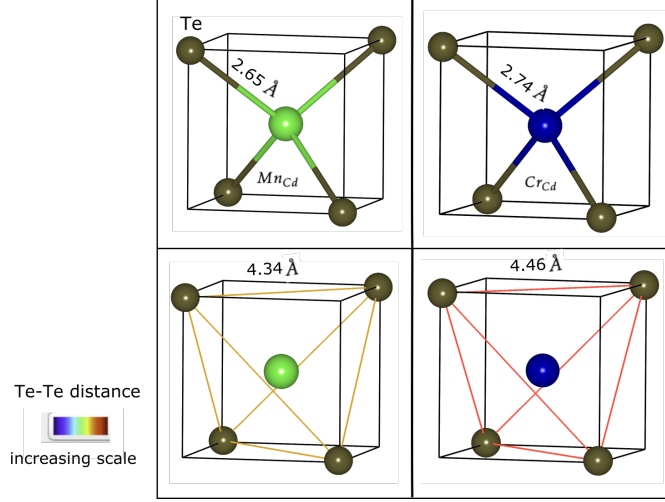 Te
2.65 Å
Mn_Cd
2.74 Å
Cr_Cd
4.34 Å
4.46 Å
Te-Te distance
increasing scale